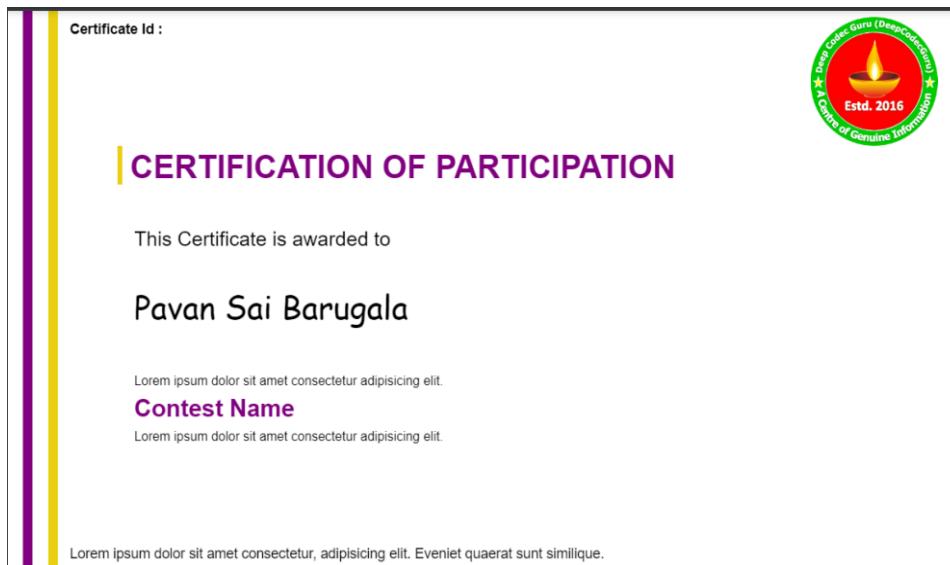 Certificate Id :
Deep Codec Guru (DeepCodecGuru)
Estd. 2016
A Centre of Genuine Information
CERTIFICATION OF PARTICIPATION
This Certificate is awarded to
Pavan Sai Barugala
Lorem ipsum dolor sit amet consectetur adipisicing elit.
Contest Name
Lorem ipsum dolor sit amet consectetur adipisicing elit.
Lorem ipsum dolor sit amet consectetur, adipisicing elit. Eveniet quaerat sunt similique.